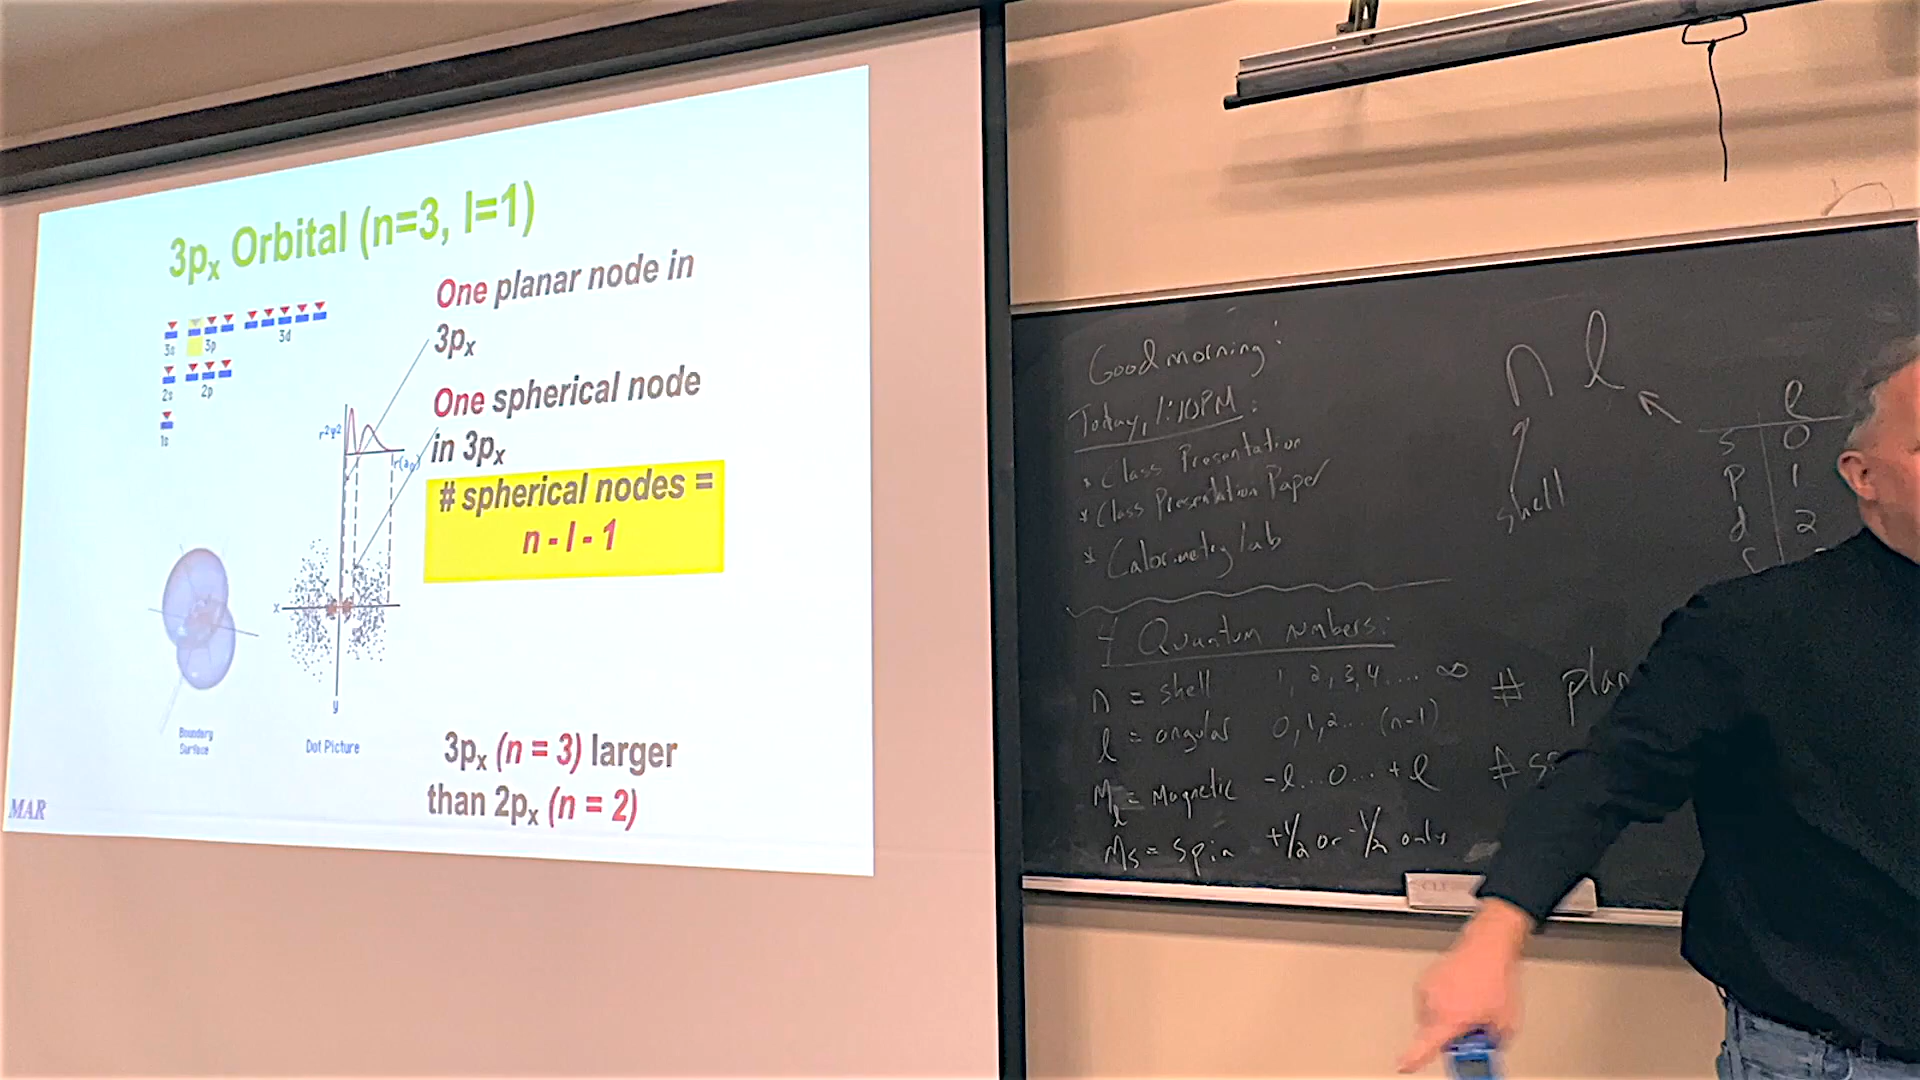 3px Orbital (n=3, l=1)
One planar node in
3px
One spherical node
in 3px
# spherical nodes =
n - l - 1
3s
3p
3d
2s
2p
1s
r²ψ²
r(a₀)
x
y
Boundary
Surface
Dot Picture
3px (n = 3) larger
than 2px (n = 2)
MAR
Good morning!
Today, 1:10PM:
* Class Presentation
* Class Presentation Paper
* Calorimetry lab
4 Quantum numbers:
n = shell 1, 2, 3, 4.... ∞
l = angular 0, 1, 2... (n-1)
Ml = Magnetic -l...0...+l
Ms = spin +1/2 or -1/2 only
# plan
# s
n l
shell
l
s 0
p 1
d 2